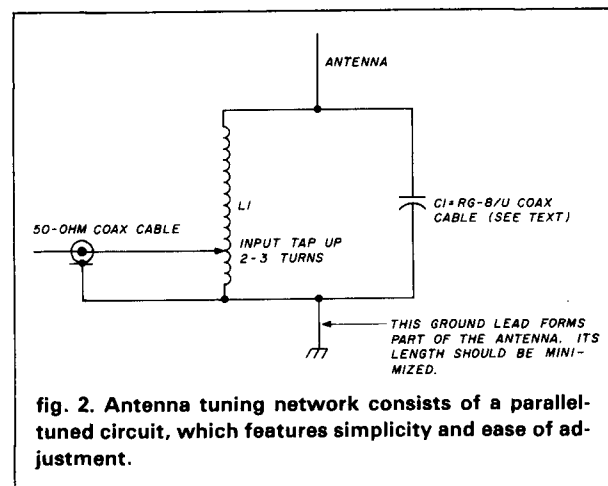 ANTENNA
L1
C1=RG-8/U COAX
CABLE (SEE TEXT)
50-OHM COAX CABLE
INPUT TAP UP
2-3 TURNS
THIS GROUND LEAD FORMS
PART OF THE ANTENNA. ITS
LENGTH SHOULD BE MINI-
MIZED.
fig. 2. Antenna tuning network consists of a parallel-
tuned circuit, which features simplicity and ease of ad-
justment.